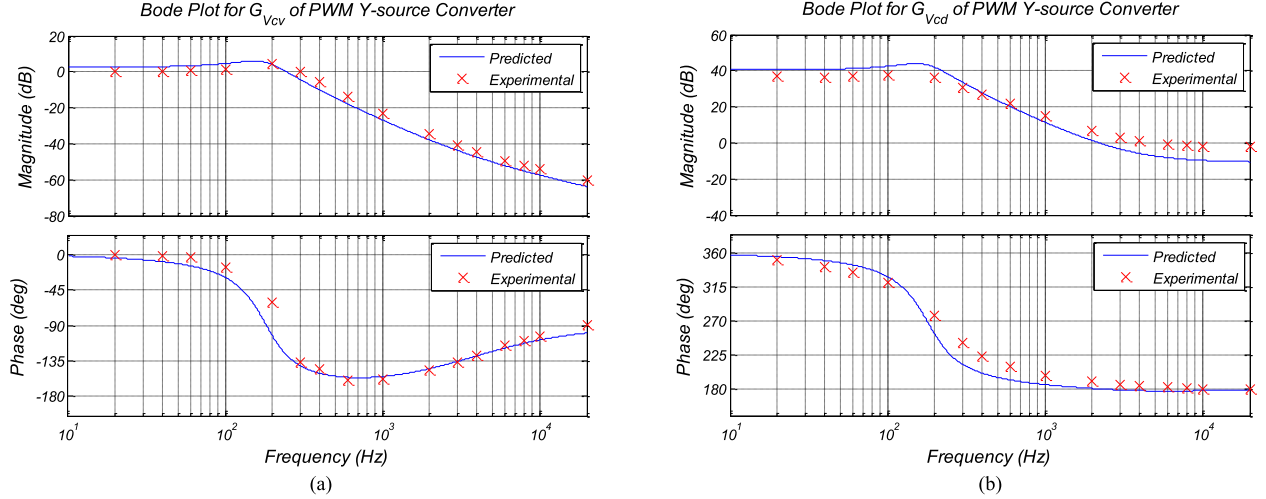 Bode Plot for G_Vcv of PWM Y-source Converter
20
0
-20
-40
-60
-80
Magnitude (dB)
Predicted
Experimental
0
-45
-90
-135
-180
Phase (deg)
Predicted
Experimental
10^1
10^2
10^3
10^4
Frequency (Hz)
(a)
Bode Plot for G_Vcd of PWM Y-source Converter
60
40
20
0
-20
-40
Magnitude (dB)
Predicted
Experimental
360
315
270
225
180
Phase (deg)
Predicted
Experimental
10^1
10^2
10^3
10^4
Frequency (Hz)
(b)